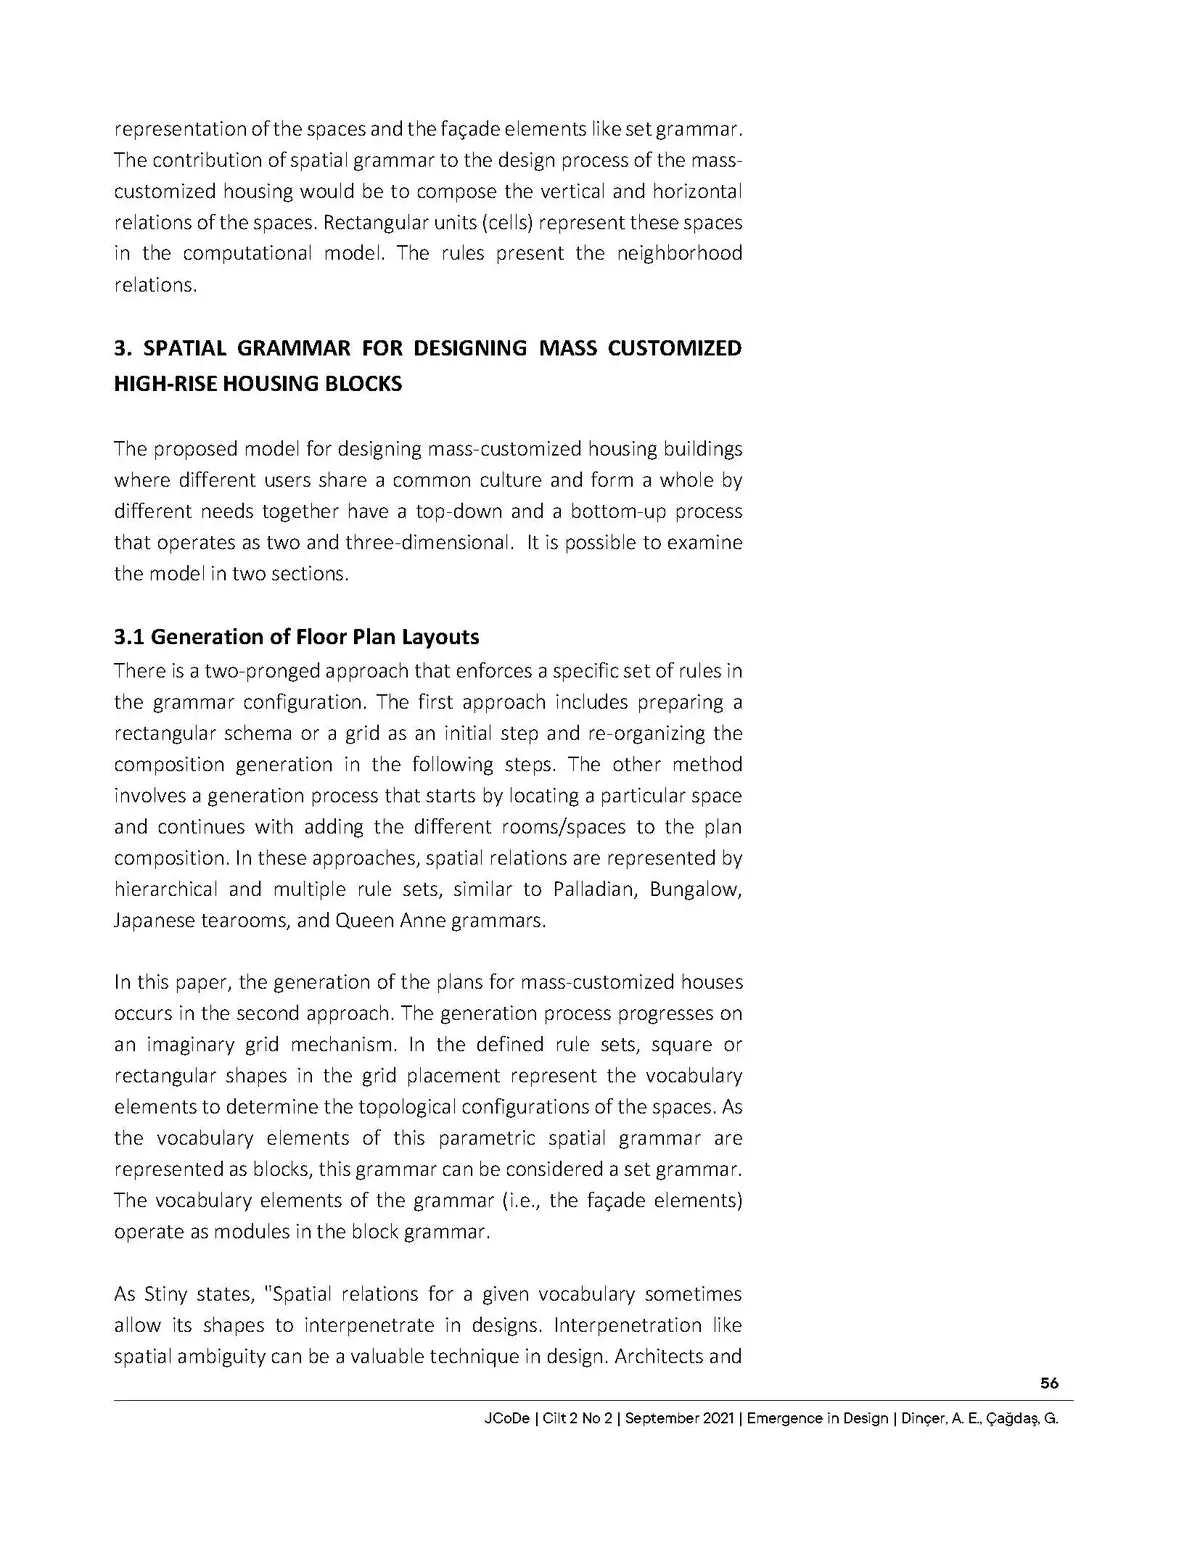 representation of the spaces and the façade elements like set grammar.
The contribution of spatial grammar to the design process of the mass-
customized housing would be to compose the vertical and horizontal
relations of the spaces. Rectangular units (cells) represent these spaces
in the computational model. The rules present the neighborhood
relations.
3. SPATIAL GRAMMAR FOR DESIGNING MASS CUSTOMIZED
HIGH-RISE HOUSING BLOCKS
The proposed model for designing mass-customized housing buildings
where different users share a common culture and form a whole by
different needs together have a top-down and a bottom-up process
that operates as two and three-dimensional.  It is possible to examine
the model in two sections.
3.1 Generation of Floor Plan Layouts
There is a two-pronged approach that enforces a specific set of rules in
the grammar configuration. The first approach includes preparing a
rectangular schema or a grid as an initial step and re-organizing the
composition generation in the following steps. The other method
involves a generation process that starts by locating a particular space
and continues with adding the different rooms/spaces to the plan
composition. In these approaches, spatial relations are represented by
hierarchical and multiple rule sets, similar to Palladian, Bungalow,
Japanese tearooms, and Queen Anne grammars.
In this paper, the generation of the plans for mass-customized houses
occurs in the second approach. The generation process progresses on
an imaginary grid mechanism. In the defined rule sets, square or
rectangular shapes in the grid placement represent the vocabulary
elements to determine the topological configurations of the spaces. As
the vocabulary elements of this parametric spatial grammar are
represented as blocks, this grammar can be considered a set grammar.
The vocabulary elements of the grammar (i.e., the façade elements)
operate as modules in the block grammar.
As Stiny states, "Spatial relations for a given vocabulary sometimes
allow its shapes to interpenetrate in designs. Interpenetration like
spatial ambiguity can be a valuable technique in design. Architects and
56
JCoDe | Cilt 2 No 2 | September 2021 | Emergence in Design | Dinçer, A. E., Çağdaş, G.